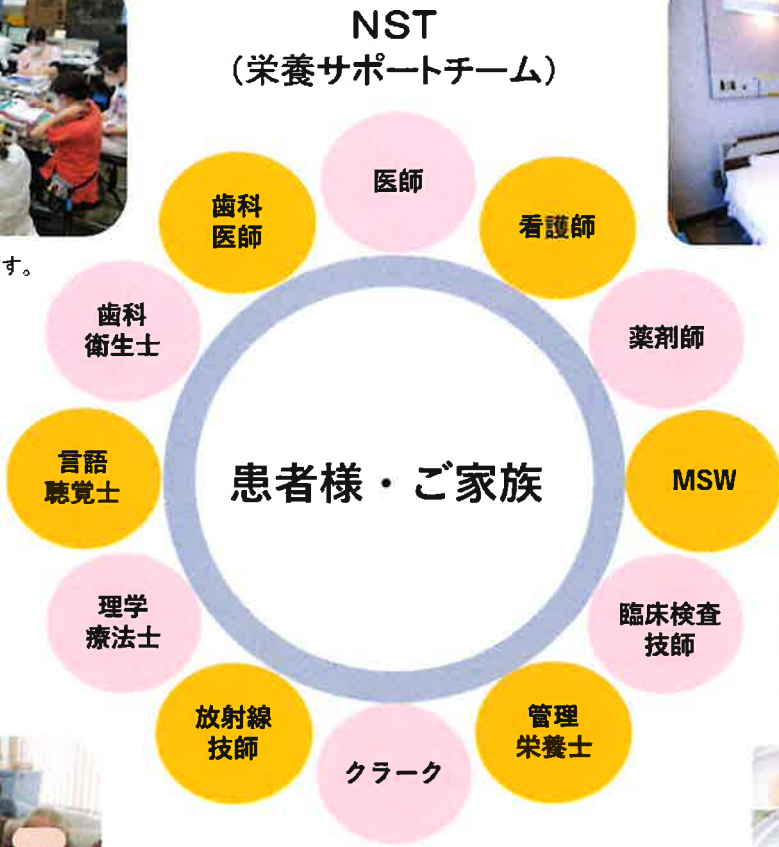 NST
（栄養サポートチーム）
医師
歯科
医師
看護師
す。
歯科
衛生士
薬剤師
言語
聴覚士
患者様・ご家族
MSW
理学
療法士
臨床検査
技師
放射線
技師
管理
栄養士
クラーク